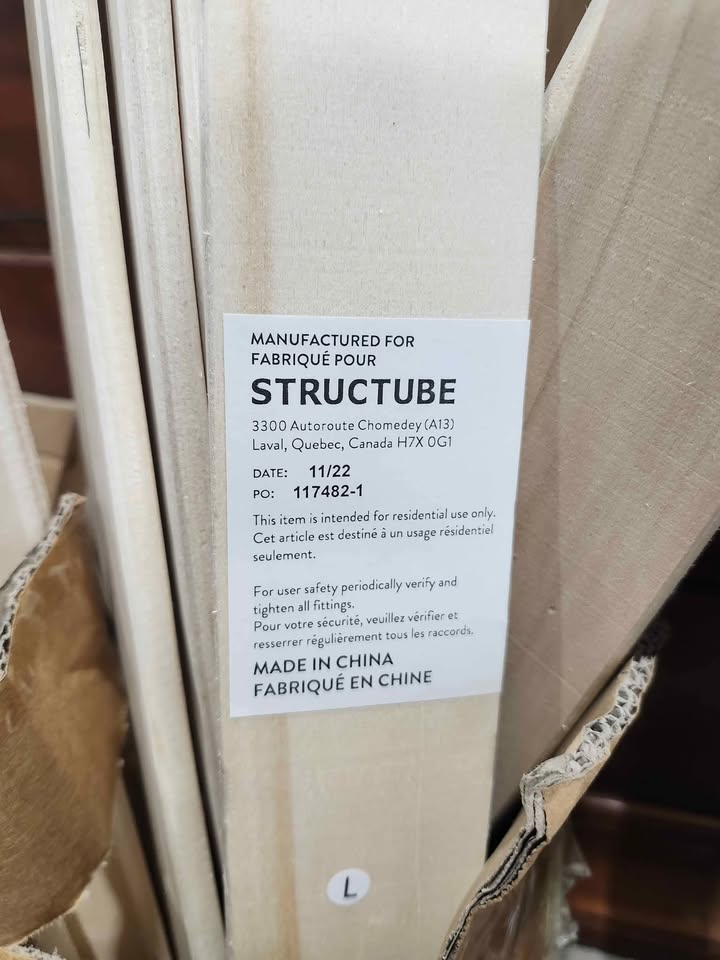 MANUFACTURED FOR
FABRIQUÉ POUR
STRUCTUBE
3300 Autoroute Chomedey (A13)
Laval, Quebec, Canada H7X 0G1
DATE: 11/22
PO: 117482-1
This item is intended for residential use only.
Cet article est destiné à un usage résidentiel
seulement.
For user safety periodically verify and
tighten all fittings.
Pour votre sécurité, veuillez vérifier et
resserrer régulièrement tous les raccords.
MADE IN CHINA
FABRIQUÉ EN CHINE
L